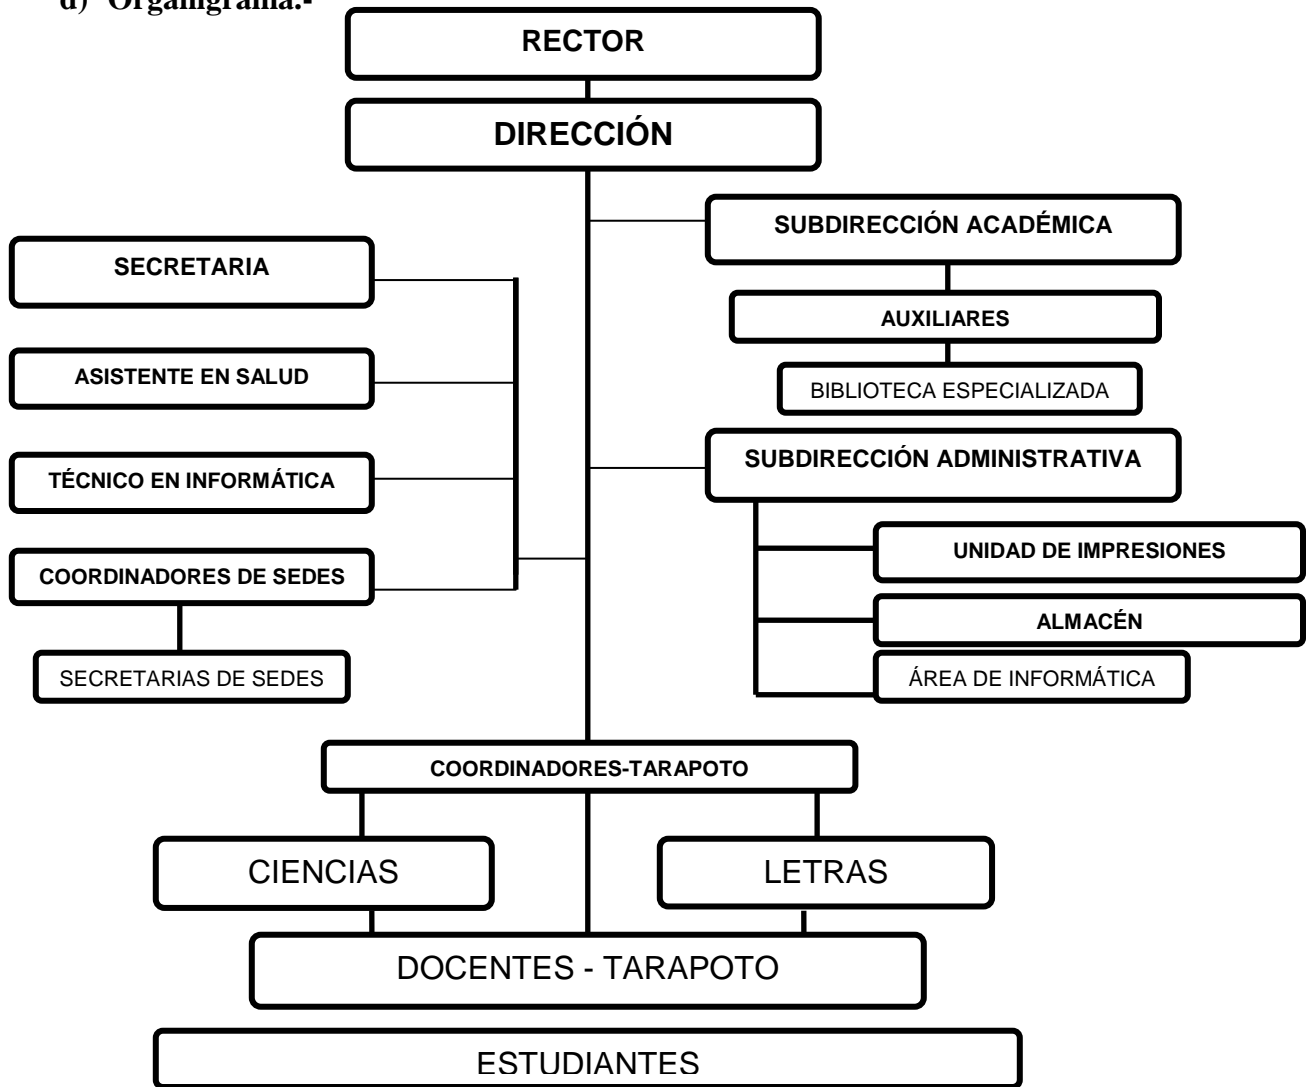 d) Organigrama.-
RECTOR
DIRECCIÓN
SUBDIRECCIÓN ACADÉMICA
SECRETARIA
AUXILIARES
ASISTENTE EN SALUD
BIBLIOTECA ESPECIALIZADA
SUBDIRECCIÓN ADMINISTRATIVA
TÉCNICO EN INFORMÁTICA
UNIDAD DE IMPRESIONES
COORDINADORES DE SEDES
ALMACÉN
SECRETARIAS DE SEDES
ÁREA DE INFORMÁTICA
COORDINADORES-TARAPOTO
CIENCIAS
LETRAS
DOCENTES - TARAPOTO
ESTUDIANTES